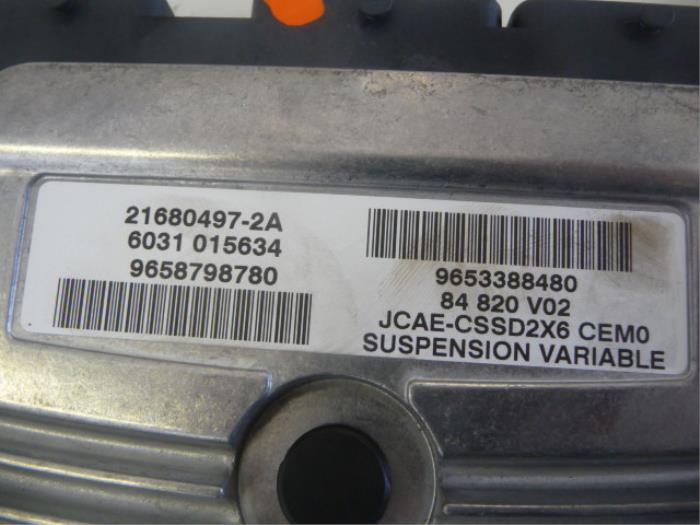 21680497-2A
6031 015634
9658798780
9653388480
84 820 V02
JCAE-CSSD2X6 CEM0
SUSPENSION VARIABLE